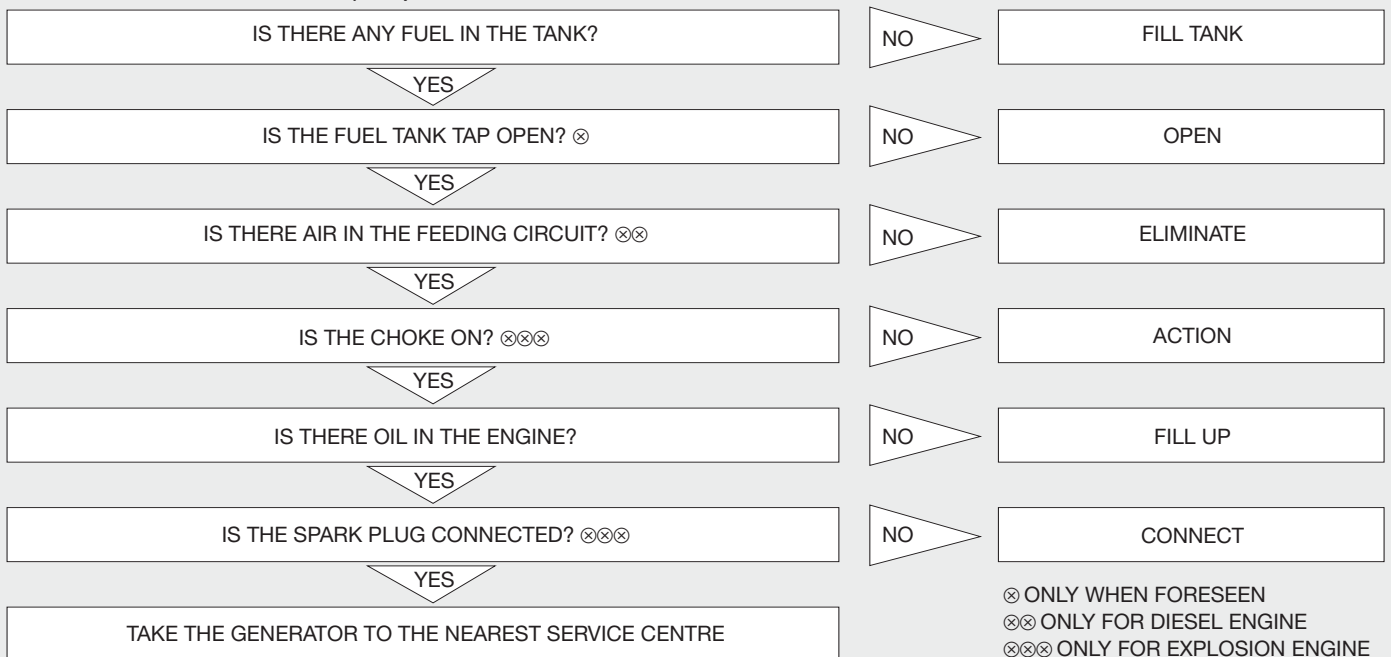 IS THERE ANY FUEL IN THE TANK?
NO
FILL TANK
YES
IS THE FUEL TANK TAP OPEN? ⊗
NO
OPEN
YES
IS THERE AIR IN THE FEEDING CIRCUIT? ⊗⊗
NO
ELIMINATE
YES
IS THE CHOKE ON? ⊗⊗⊗
NO
ACTION
YES
IS THERE OIL IN THE ENGINE?
NO
FILL UP
YES
IS THE SPARK PLUG CONNECTED? ⊗⊗⊗
NO
CONNECT
YES
TAKE THE GENERATOR TO THE NEAREST SERVICE CENTRE
⊗ ONLY WHEN FORESEEN
⊗⊗ ONLY FOR DIESEL ENGINE
⊗⊗⊗ ONLY FOR EXPLOSION ENGINE